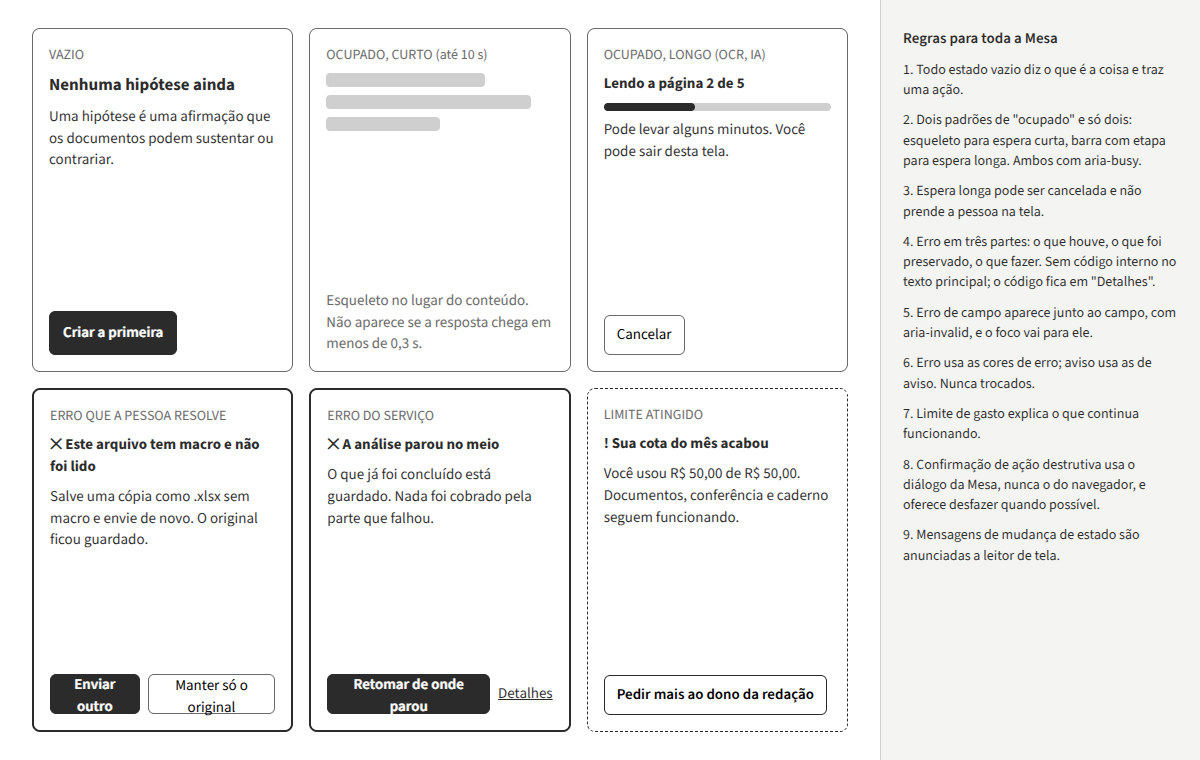 VAZIO
Nenhuma hipótese ainda
Uma hipótese é uma afirmação que
os documentos podem sustentar ou
contrariar.
Criar a primeira
OCUPADO, CURTO (até 10 s)
Esqueleto no lugar do conteúdo.
Não aparece se a resposta chega em
menos de 0,3 s.
OCUPADO, LONGO (OCR, IA)
Lendo a página 2 de 5
Pode levar alguns minutos. Você
pode sair desta tela.
Cancelar
ERRO QUE A PESSOA RESOLVE
✕ Este arquivo tem macro e não
foi lido
Salve uma cópia como .xlsx sem
macro e envie de novo. O original
ficou guardado.
Enviar
outro
Manter só o
original
ERRO DO SERVIÇO
✕ A análise parou no meio
O que já foi concluído está
guardado. Nada foi cobrado pela
parte que falhou.
Retomar de onde
parou
Detalhes
LIMITE ATINGIDO
! Sua cota do mês acabou
Você usou R$ 50,00 de R$ 50,00.
Documentos, conferência e caderno
seguem funcionando.
Pedir mais ao dono da redação
Regras para toda a Mesa
1. Todo estado vazio diz o que é a coisa e traz
uma ação.
2. Dois padrões de "ocupado" e só dois:
esqueleto para espera curta, barra com etapa
para espera longa. Ambos com aria-busy.
3. Espera longa pode ser cancelada e não
prende a pessoa na tela.
4. Erro em três partes: o que houve, o que foi
preservado, o que fazer. Sem código interno no
texto principal; o código fica em "Detalhes".
5. Erro de campo aparece junto ao campo, com
aria-invalid, e o foco vai para ele.
6. Erro usa as cores de erro; aviso usa as de
aviso. Nunca trocados.
7. Limite de gasto explica o que continua
funcionando.
8. Confirmação de ação destrutiva usa o
diálogo da Mesa, nunca o do navegador, e
oferece desfazer quando possível.
9. Mensagens de mudança de estado são
anunciadas a leitor de tela.